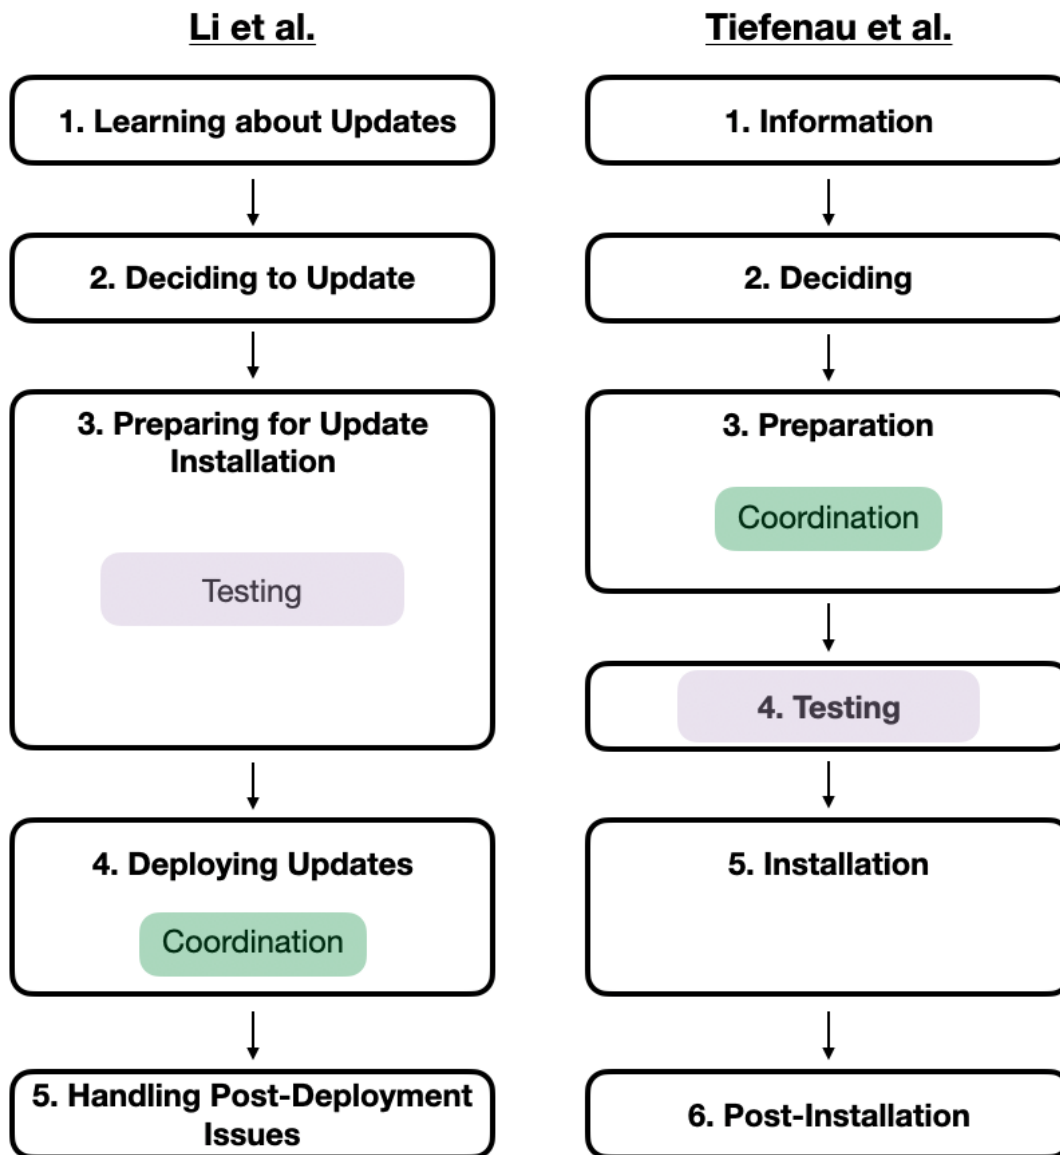 Li et al.
1. Learning about Updates
2. Deciding to Update
3. Preparing for Update
Installation
Testing
4. Deploying Updates
Coordination
5. Handling Post-Deployment
Issues
Tiefenau et al.
1. Information
2. Deciding
3. Preparation
Coordination
4. Testing
5. Installation
6. Post-Installation